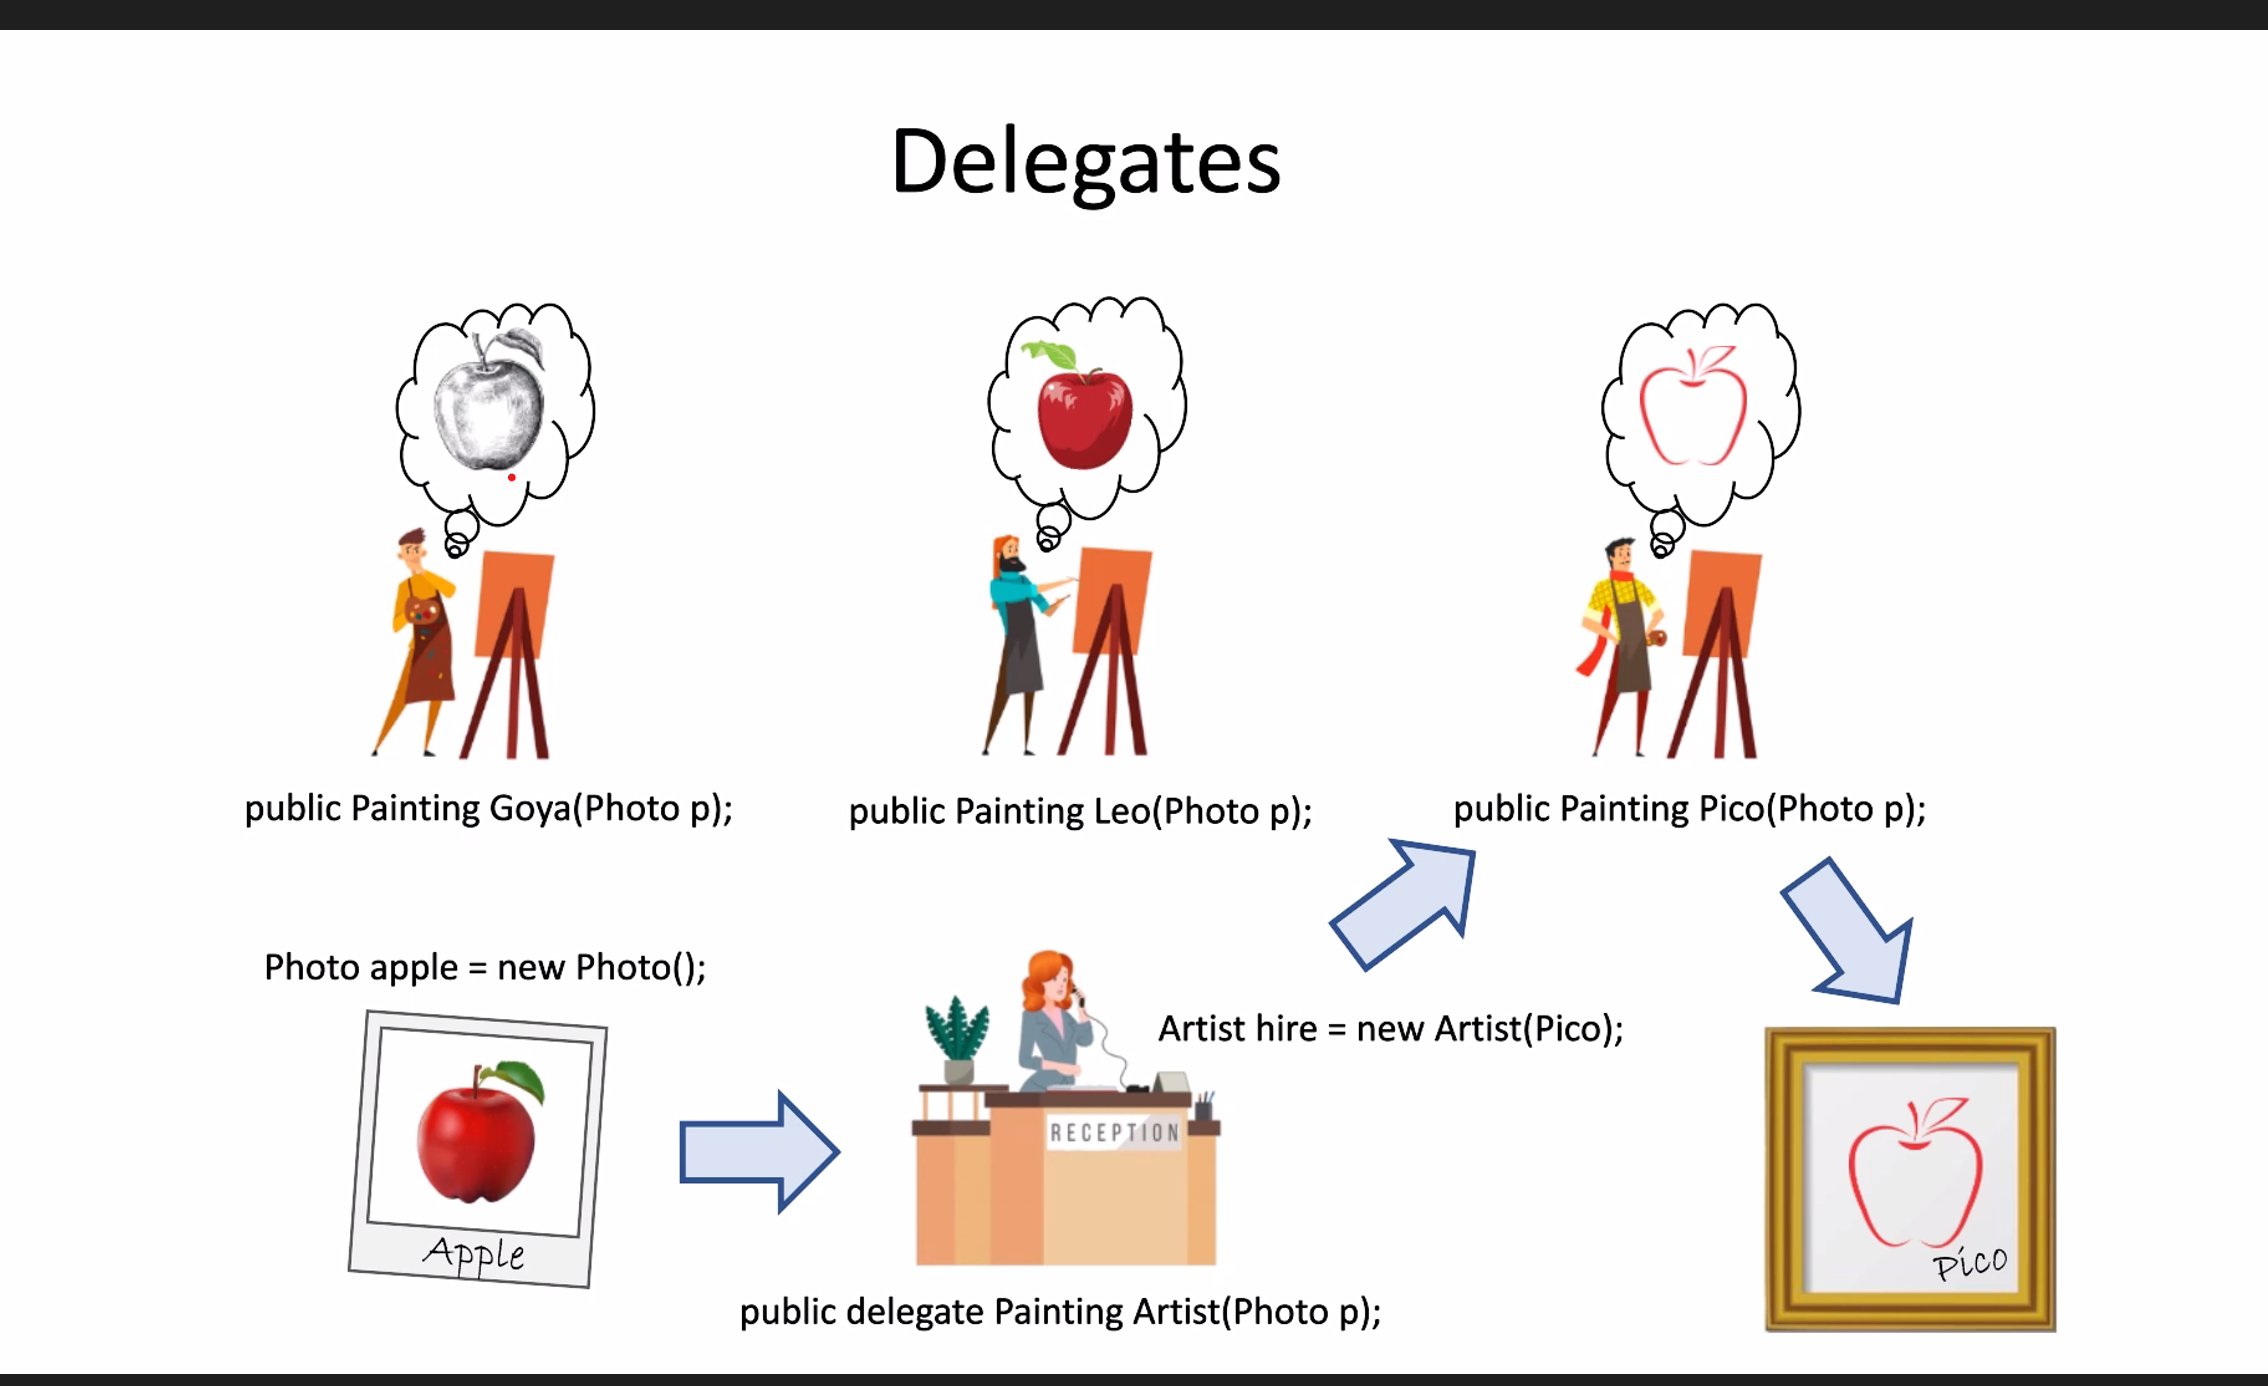 Delegates
public Painting Goya(Photo p);
public Painting Leo(Photo p);
public Painting Pico(Photo p);
Photo apple = new Photo();
Artist hire = new Artist(Pico);
RECEPTION
Apple
Pico
public delegate Painting Artist(Photo p);